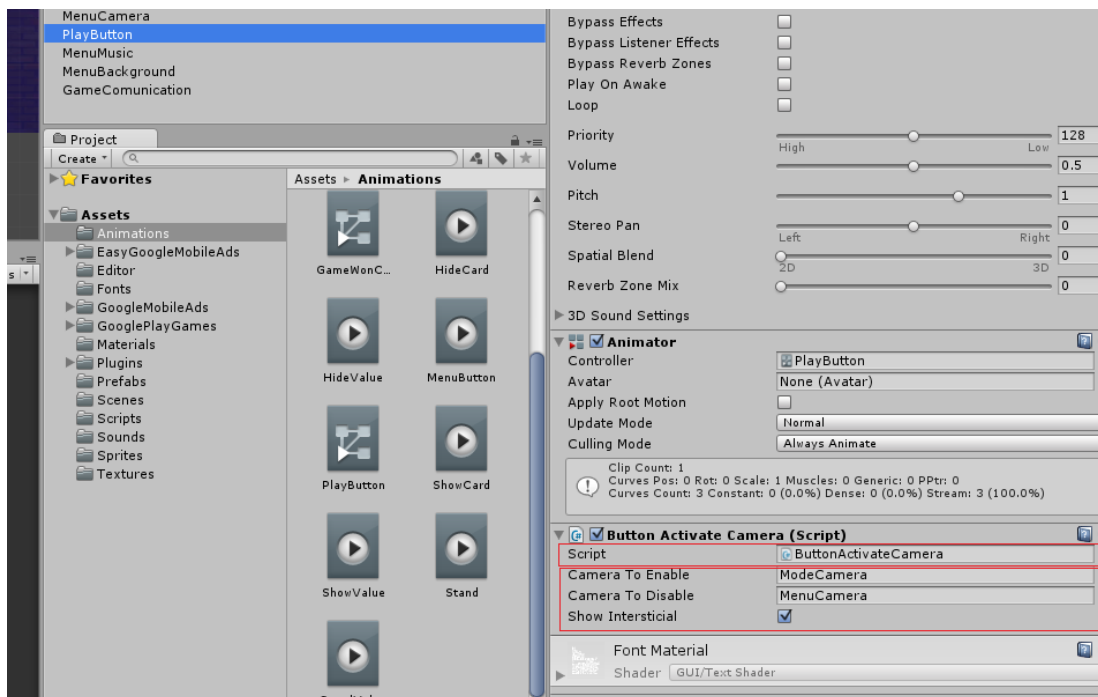 MenuCamera
PlayButton
MenuMusic
MenuBackground
GameComunication
Project
Create
Favorites
Assets
Animations
EasyGoogleMobileAds
Editor
Fonts
GoogleMobileAds
GooglePlayGames
Materials
Plugins
Prefabs
Scenes
Scripts
Sounds
Sprites
Textures
s
Assets Animations
GameWonC... HideCard
HideValue MenuButton
PlayButton ShowCard
ShowValue Stand
Bypass Effects
Bypass Listener Effects
Bypass Reverb Zones
Play On Awake
Loop
Priority 128
High Low
Volume 0.5
Pitch 1
Stereo Pan 0
Left Right
Spatial Blend 0
2D 3D
Reverb Zone Mix 0
3D Sound Settings
Animator
Controller PlayButton
Avatar None (Avatar)
Apply Root Motion
Update Mode Normal
Culling Mode Always Animate
Clip Count: 1
Curves Pos: 0 Rot: 0 Scale: 1 Muscles: 0 Generic: 0 PPtr: 0
Curves Count: 3 Constant: 0 (0.0%) Dense: 0 (0.0%) Stream: 3 (100.0%)
Button Activate Camera (Script)
Script ButtonActivateCamera
Camera To Enable ModeCamera
Camera To Disable MenuCamera
Show Intersticial
Font Material
Shader GUI/Text Shader